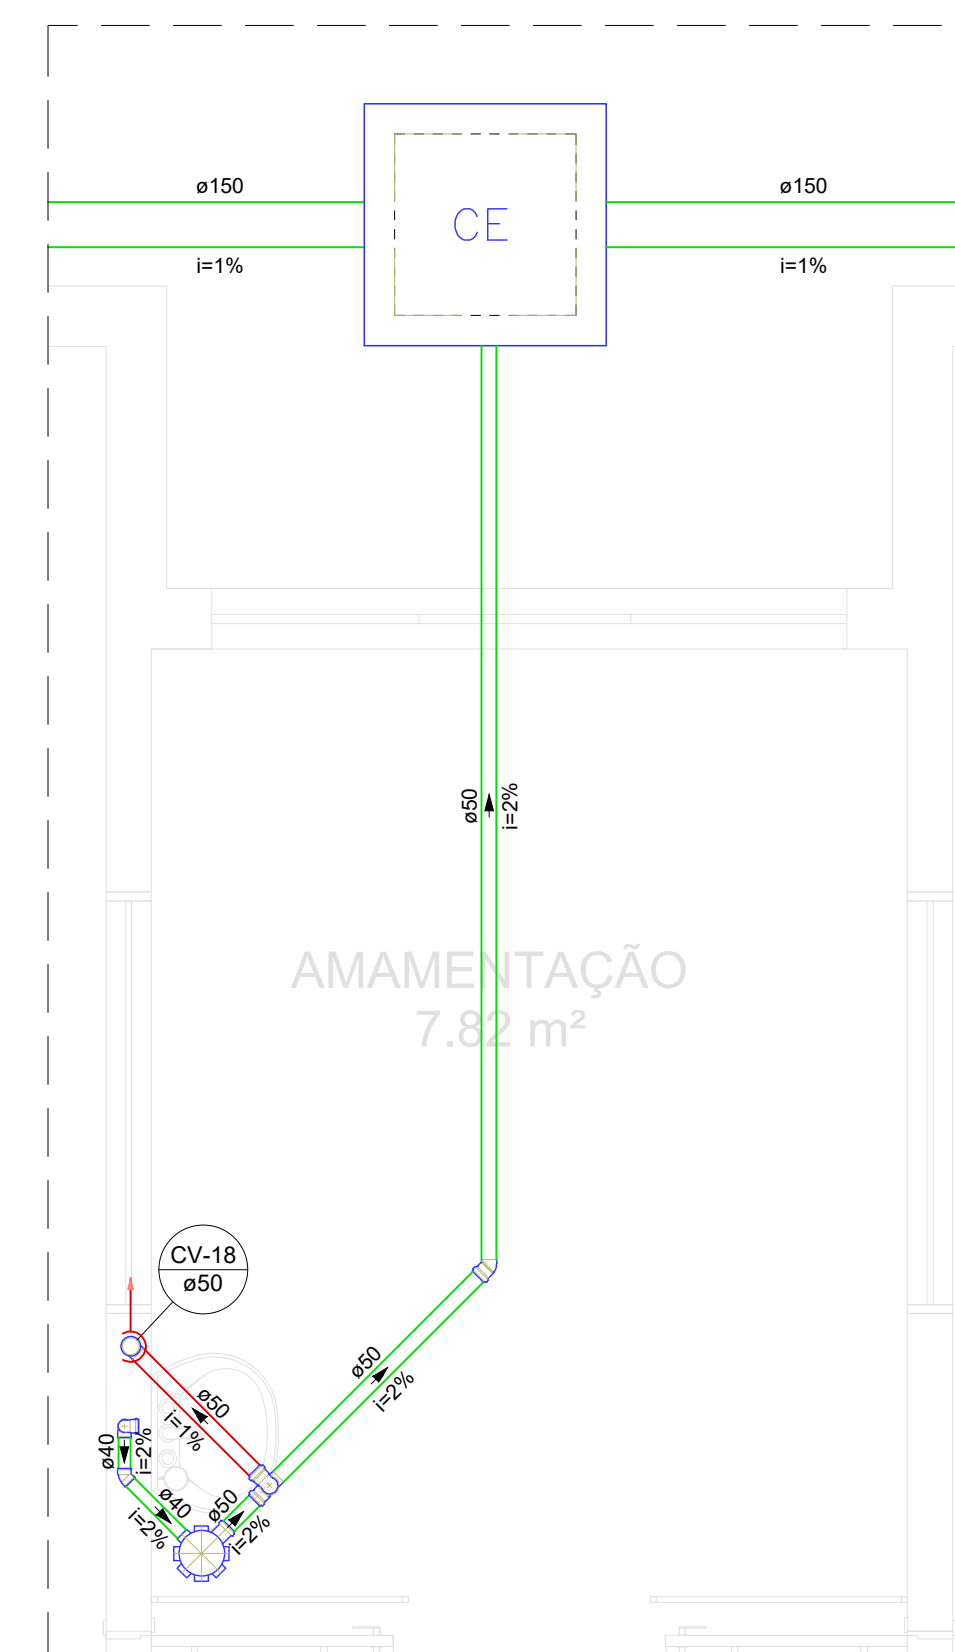 ø150
ø150
CE
i=1%
i=1%
ø50
i=2%
AMAMENTAÇÃO
7.82 m²
CV-18
ø50
ø50
i=2%
ø50
i=1%
ø40
i=2%
ø40
i=2%
ø50
i=2%